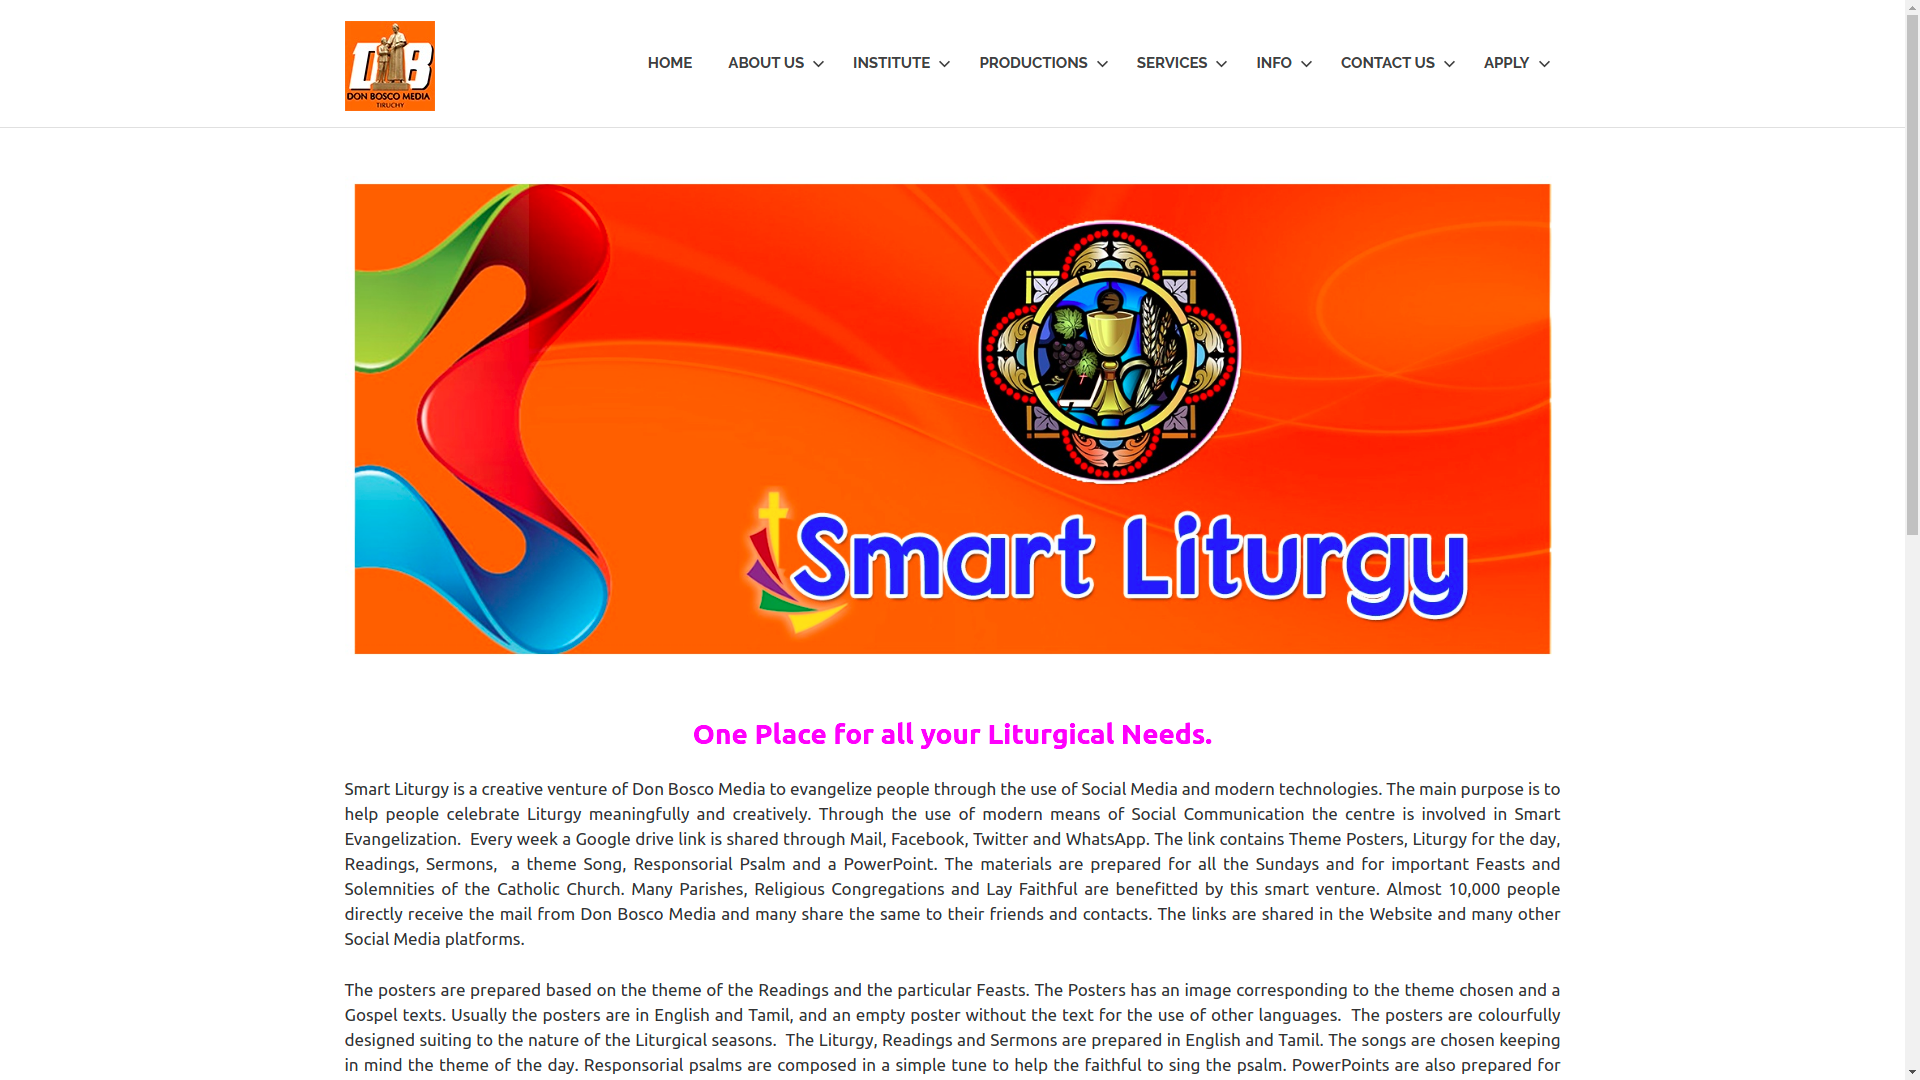 DB
DON BOSCO MEDIA
TIRUCHY
HOME ABOUT US INSTITUTE PRODUCTIONS SERVICES INFO CONTACT US APPLY
Smart Liturgy
One Place for all your Liturgical Needs.
Smart Liturgy is a creative venture of Don Bosco Media to evangelize people through the use of Social Media and modern technologies. The main purpose is to
help people celebrate Liturgy meaningfully and creatively. Through the use of modern means of Social Communication the centre is involved in Smart
Evangelization.  Every week a Google drive link is shared through Mail, Facebook, Twitter and WhatsApp. The link contains Theme Posters, Liturgy for the day,
Readings, Sermons,  a theme Song, Responsorial Psalm and a PowerPoint. The materials are prepared for all the Sundays and for important Feasts and
Solemnities of the Catholic Church. Many Parishes, Religious Congregations and Lay Faithful are benefitted by this smart venture. Almost 10,000 people
directly receive the mail from Don Bosco Media and many share the same to their friends and contacts. The links are shared in the Website and many other
Social Media platforms.
The posters are prepared based on the theme of the Readings and the particular Feasts. The Posters has an image corresponding to the theme chosen and a
Gospel texts. Usually the posters are in English and Tamil, and an empty poster without the text for the use of other languages.  The posters are colourfully
designed suiting to the nature of the Liturgical seasons.  The Liturgy, Readings and Sermons are prepared in English and Tamil. The songs are chosen keeping
in mind the theme of the day. Responsorial psalms are composed in a simple tune to help the faithful to sing the psalm. PowerPoints are also prepared for